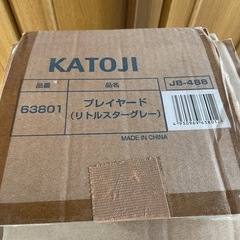 KATOJI
品番
品名
JB-488
63801
プレイヤード
(リトルスターグレー)
MADE IN CHINA